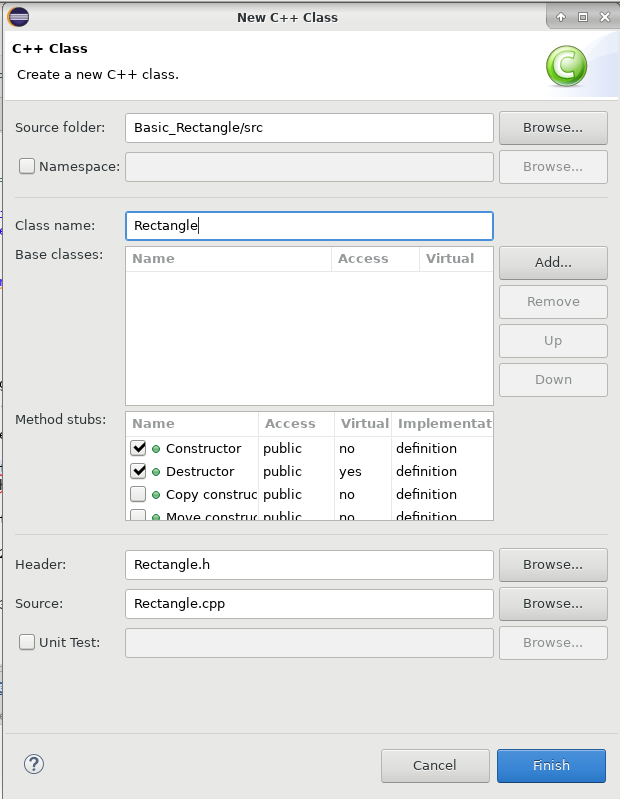 New C++ Class
C++ Class
Create a new C++ class.
Source folder: Basic_Rectangle/src Browse...
Namespace: Browse...
Class name: Rectangle
Base classes: Name Access Virtual Add...
Remove
Up
Down
Method stubs: Name Access Virtual Implementat
Constructor public no definition
Destructor public yes definition
Copy construc public no definition
Move construc public no definition
Header: Rectangle.h Browse...
Source: Rectangle.cpp Browse...
Unit Test: Browse...
? Cancel Finish